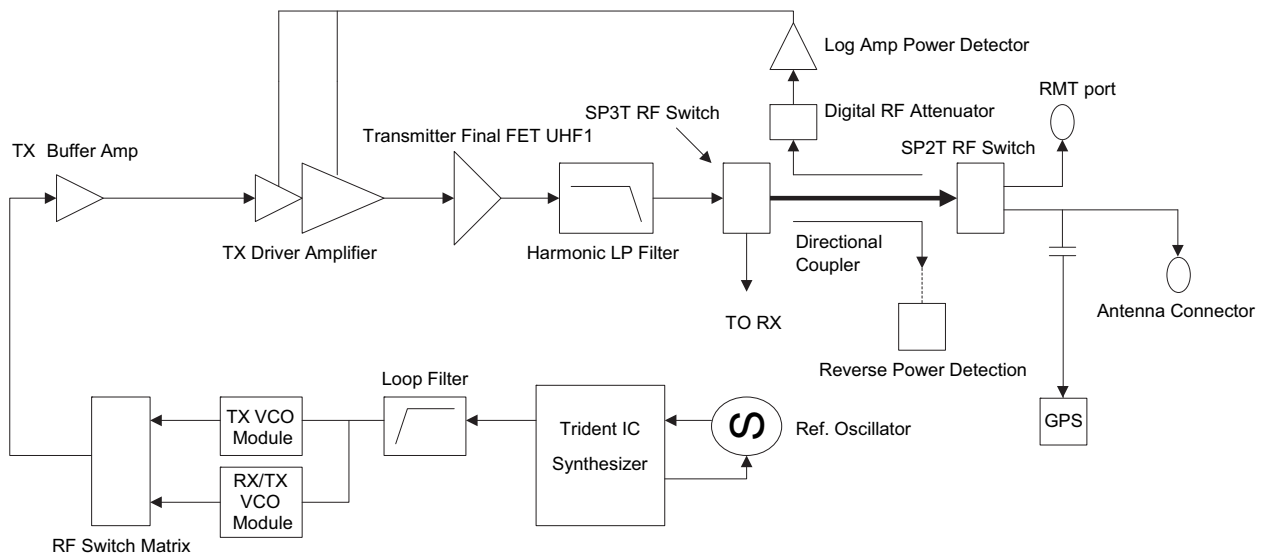 Log Amp Power Detector
RMT port
SP3T RF Switch
Digital RF Attenuator
Transmitter Final FET UHF1
SP2T RF Switch
TX Buffer Amp
TX Driver Amplifier
Harmonic LP Filter
Directional
Coupler
TO RX
Antenna Connector
Reverse Power Detection
Loop Filter
GPS
TX VCO
Module
Trident IC
Synthesizer
S
Ref. Oscillator
RX/TX
VCO
Module
RF Switch Matrix